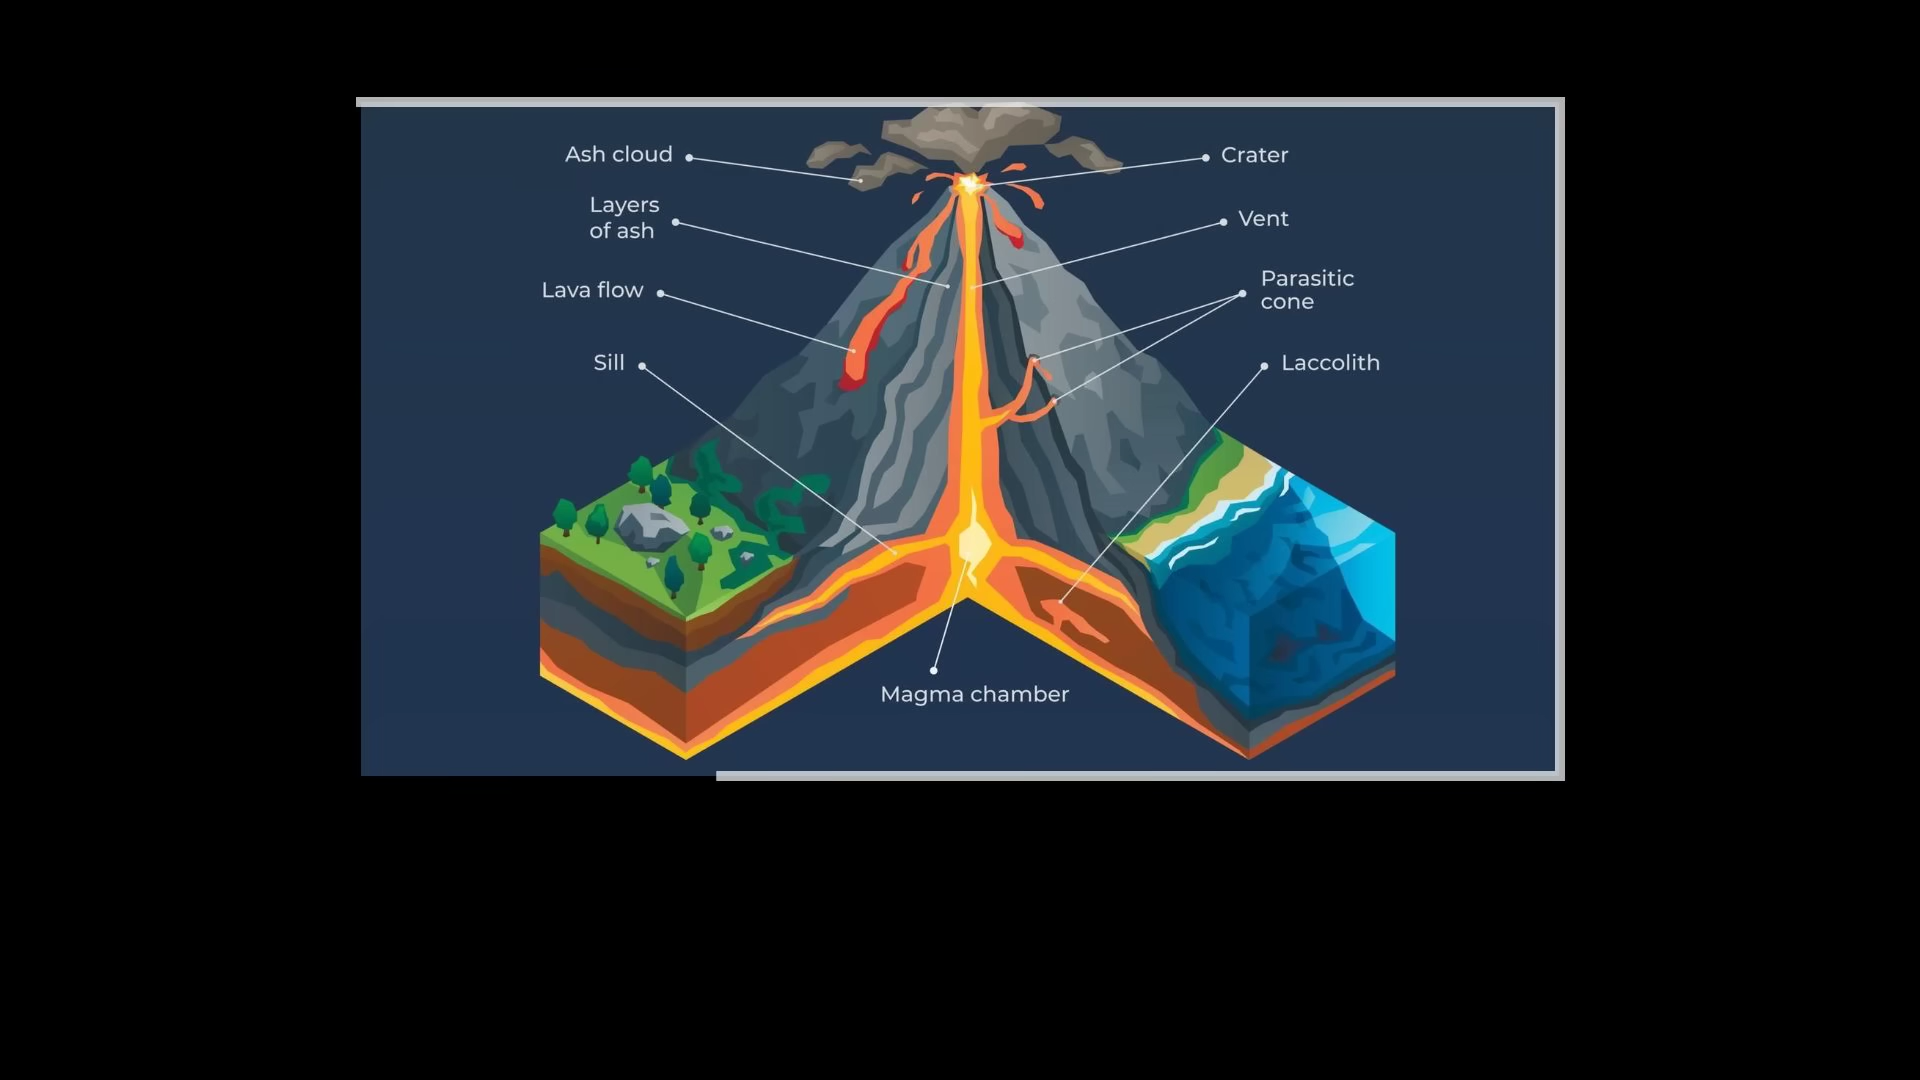 Ash cloud
Layers
of ash
Lava flow
Sill
Crater
Vent
Parasitic
cone
Laccolith
Magma chamber